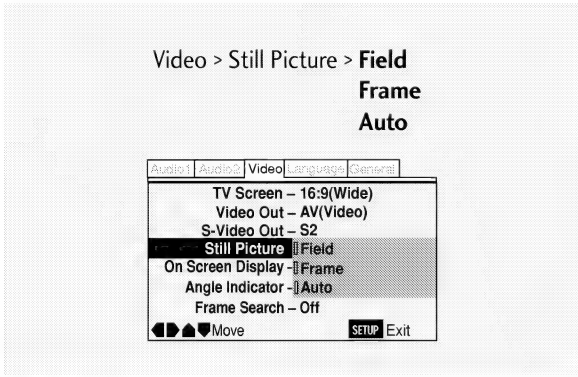 Video > Still Picture > Field
Frame
Auto
Audio1 Audio2 Video Language General
TV Screen – 16:9(Wide)
Video Out – AV(Video)
S-Video Out – S2
Still Picture Field
On Screen Display - Frame
Angle Indicator - Auto
Frame Search – Off
Move SETUP Exit